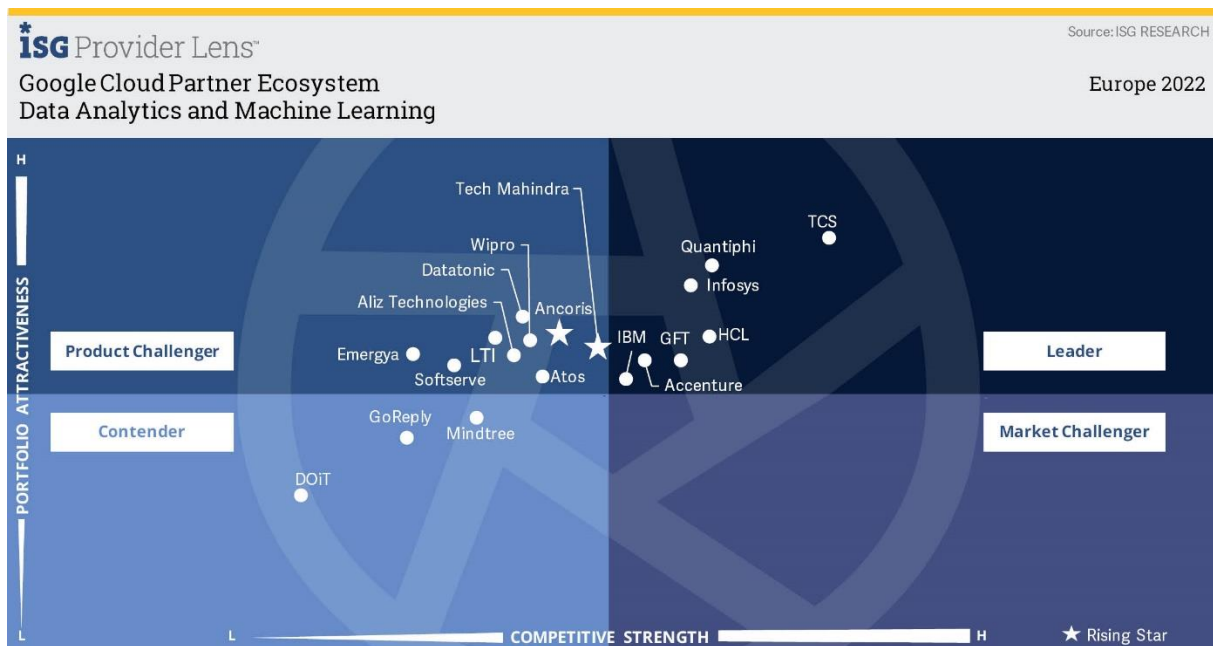 isG Provider Lens™
Source: ISG RESEARCH
Google Cloud Partner Ecosystem
Data Analytics and Machine Learning
Europe 2022
H
Tech Mahindra
TCS
Wipro
Quantiphi
Datatonic
Infosys
Aliz Technologies
Ancoris
IBM
GFT
HCL
Product Challenger
Emergya
LTI
Leader
Softserve
Atos
Accenture
PORTFOLIO ATTRACTIVENESS
GoReply
Contender
Mindtree
Market Challenger
DOiT
L
L
COMPETITIVE STRENGTH
H
★ Rising Star